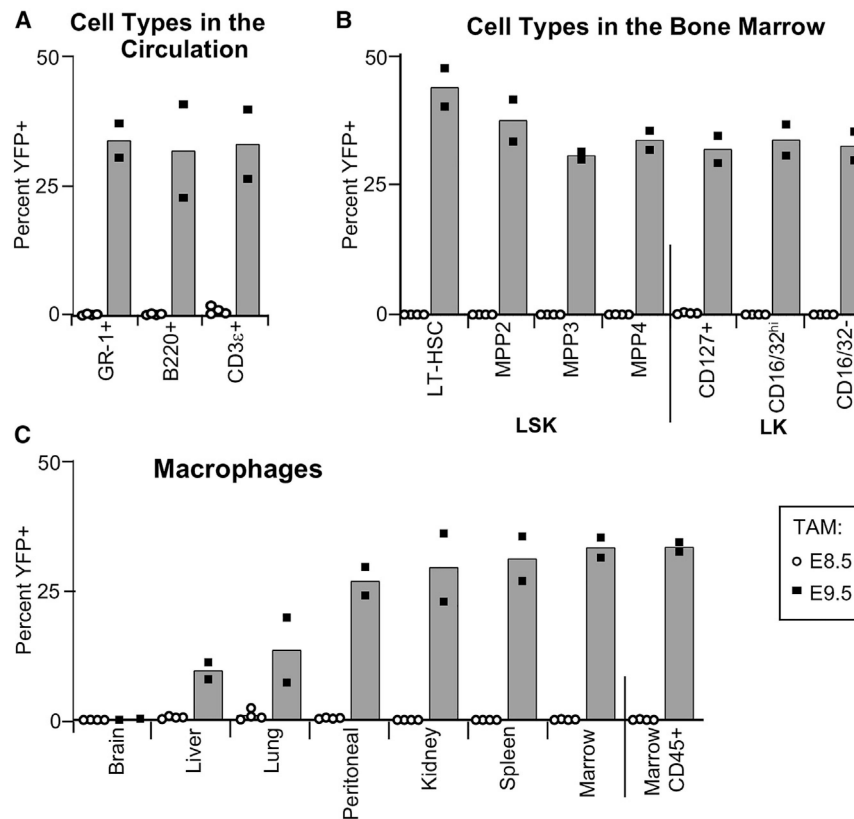 A
Cell Types in the
Circulation
50
25
0
Percent YFP+
GR-1+
B220+
CD3ε+
B
Cell Types in the Bone Marrow
50
25
0
Percent YFP+
LT-HSC
MPP2
MPP3
MPP4
CD127+
CD16/32hi
CD16/32-
LSK
LK
C
Macrophages
50
25
0
Percent YFP+
Brain
Liver
Lung
Peritoneal
Kidney
Spleen
Marrow
Marrow
CD45+
TAM:
E8.5
E9.5